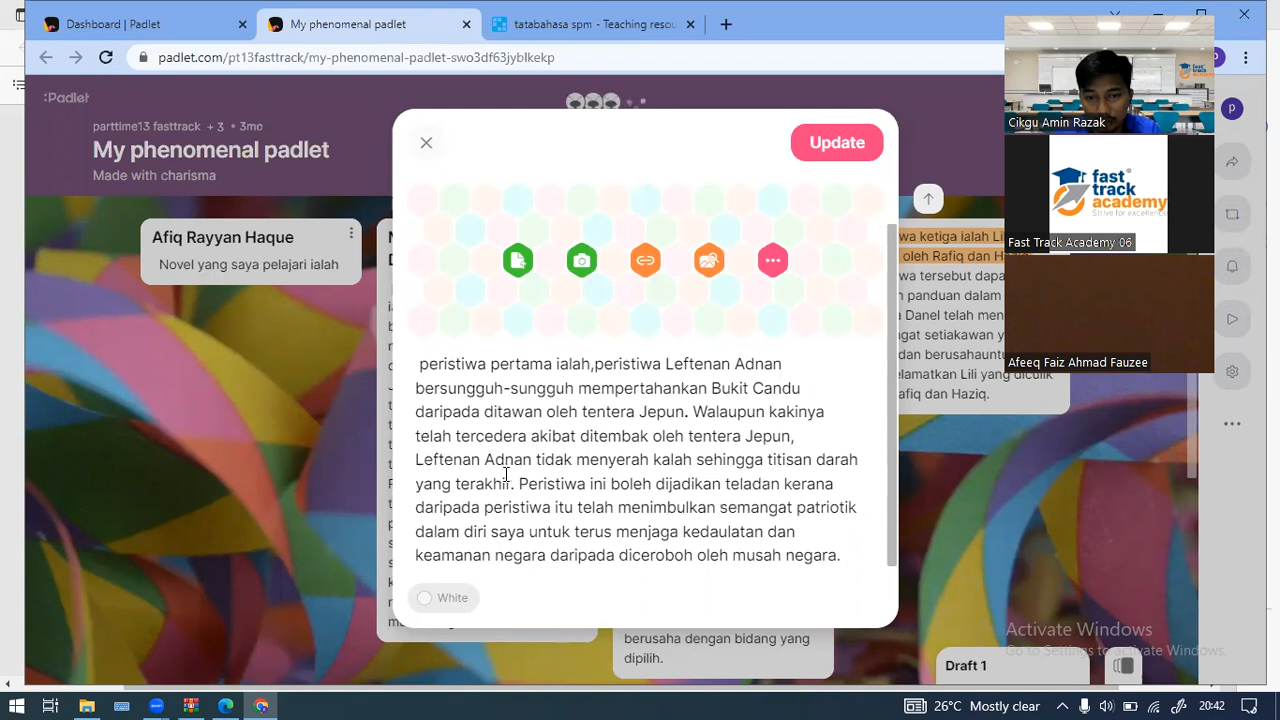 Dashboard | Padlet
My phenomenal padlet
tatabahasa spm - Teaching resou
padlet.com/pt13fasttrack/my-phenomenal-padlet-swo3df63jyblkekp
:Padlet
parttime13 fasttrack + 3 • 3mo
My phenomenal padlet
Made with charisma
Update
Afiq Rayyan Haque
Novel yang saya pelajari ialah
peristiwa pertama ialah,peristiwa Leftenan Adnan
bersungguh-sungguh mempertahankan Bukit Candu
daripada ditawan oleh tentera Jepun. Walaupun kakinya
telah tercedera akibat ditembak oleh tentera Jepun,
Leftenan Adnan tidak menyerah kalah sehingga titisan darah
yang terakhir. Peristiwa ini boleh dijadikan teladan kerana
daripada peristiwa itu telah menimbulkan semangat patriotik
dalam diri saya untuk terus menjaga kedaulatan dan
keamanan negara daripada diceroboh oleh musah negara.
White
berusaha dengan bidang yang
dipilih.
wa ketiga ialah Li
oleh Rafiq dan Ha
wa tersebut dapa
n panduan dalam
a Danel telah men
gat setiakawan y
dan berusahauntu
elamatkan Lili yang diculik
afiq dan Haziq.
Cikgu Amin Razak
fast
track
academy
Strive for excellence
Fast Track Academy 06
Afeeq Faiz Ahmad Fauzee
Activate Windows
Go to Settings to activate Windows.
Draft 1
26°C Mostly clear
20:42